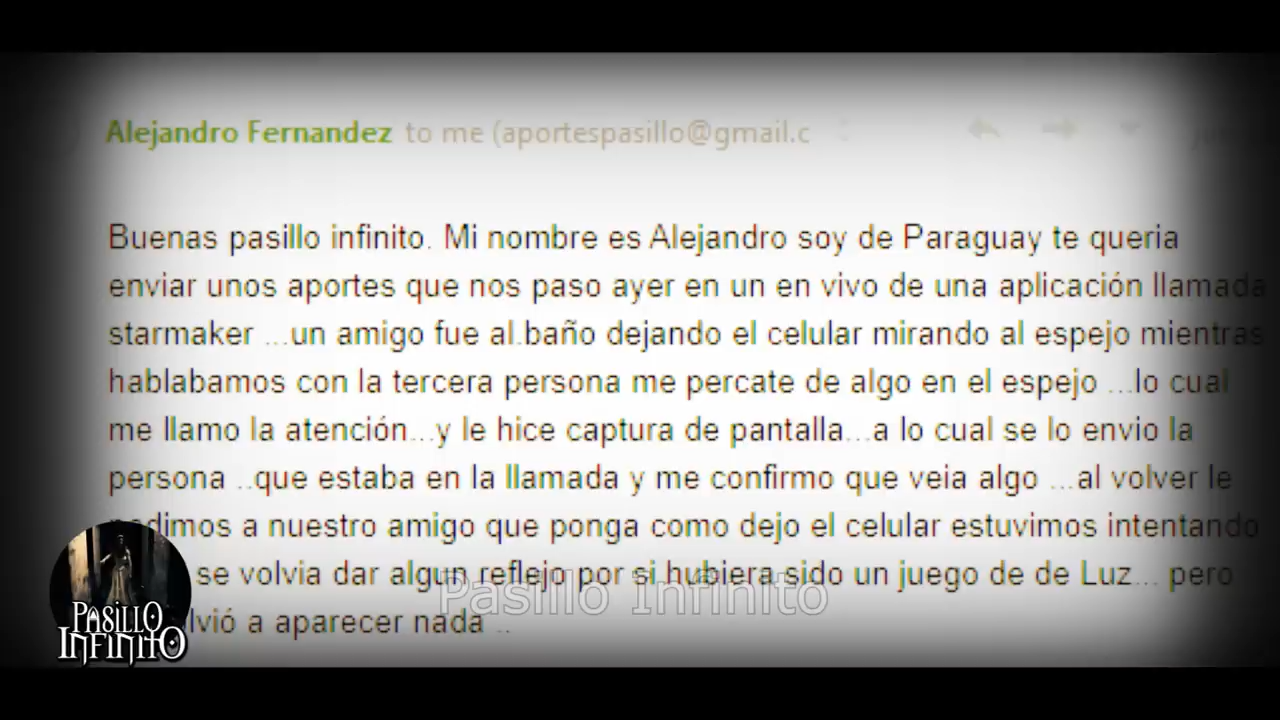 Alejandro Fernandez to me (aportespasillo@gmail.c
Buenas pasillo infinito. Mi nombre es Alejandro soy de Paraguay te queria
enviar unos aportes que nos paso ayer en un en vivo de una aplicación llamada
starmaker ...un amigo fue al.baño dejando el celular mirando al espejo mientras
hablabamos con la tercera persona me percate de algo en el espejo ...lo cual
me llamo la atención...y le hice captura de pantalla...a lo cual se lo envio la
persona ..que estaba en la llamada y me confirmo que veia algo ...al volver le
pedimos a nuestro amigo que ponga como dejo el celular estuvimos intentando
se volvia dar algun reflejo por si hubiera sido un juego de de Luz... pero
a aparecer nada ..
Pasillo Infinito
PASILLO
INFINITO